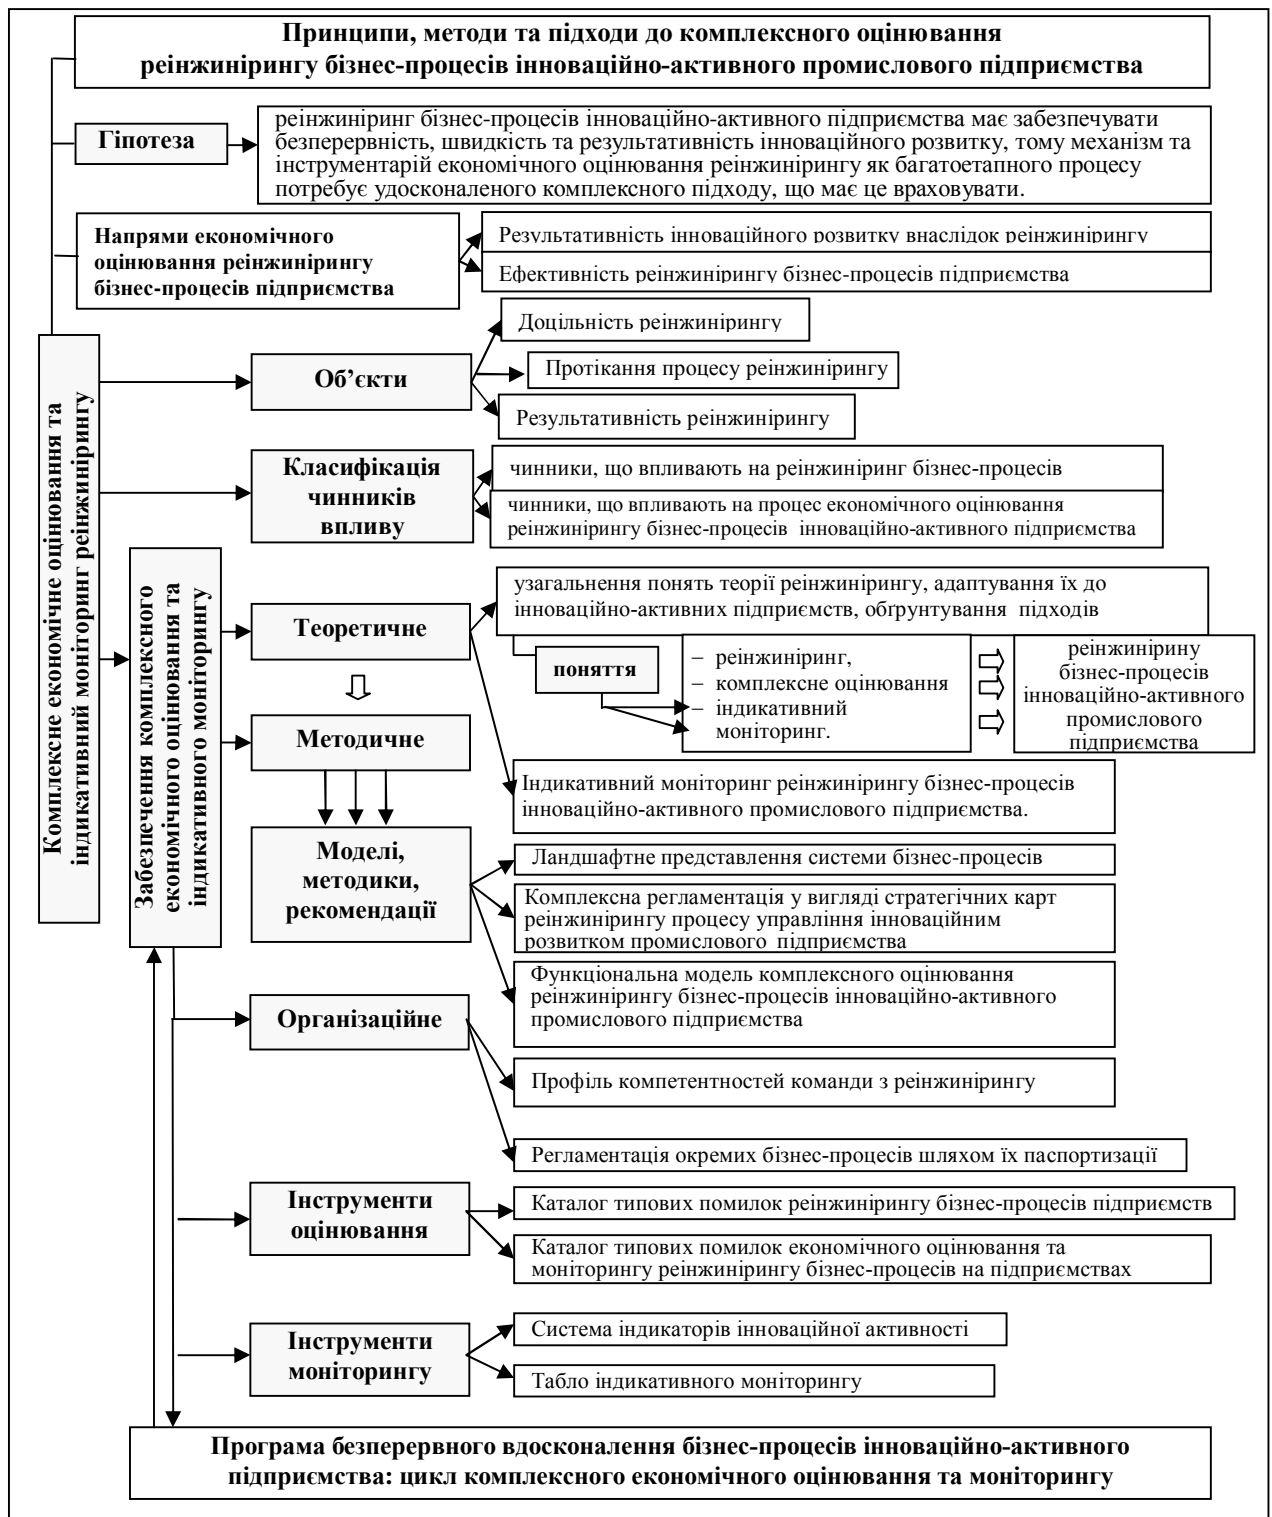 Принципи, методи та підходи до комплексного оцінювання
реінжинірингу бізнес-процесів інноваційно-активного промислового підприємства
Гіпотеза
реінжиніринг бізнес-процесів інноваційно-активного підприємства має забезпечувати
безперервність, швидкість та результативність інноваційного розвитку, тому механізм та
інструментарій економічного оцінювання реінжинірингу як багатоетапного процесу
потребує удосконаленого комплексного підходу, що має це враховувати.
Напрями економічного
оцінювання реінжинірингу
бізнес-процесів підприємства
Результативність інноваційного розвитку внаслідок реінжинірингу
Ефективність реінжинірингу бізнес-процесів підприємства
Комплексне економічне оцінювання та
індикативний моніторинг реінжинірингу
Об’єкти
Доцільність реінжинірингу
Протікання процесу реінжинірингу
Результативність реінжинірингу
Класифікація
чинників
впливу
чинники, що впливають на реінжиніринг бізнес-процесів
чинники, що впливають на процес економічного оцінювання
реінжинірингу бізнес-процесів інноваційно-активного підприємства
Забезпечення комплексного
економічного оцінювання та
індикативного моніторингу
Теоретичне
узагальнення понять теорії реінжинірингу, адаптування їх до
інноваційно-активних підприємств, обґрунтування підходів
поняття
– реінжиніринг,
– комплексне оцінювання
– індикативний
моніторинг.
реінжинірину
бізнес-процесів
інноваційно-активного
промислового
підприємства
Методичне
Індикативний моніторинг реінжинірингу бізнес-процесів
інноваційно-активного промислового підприємства.
Моделі,
методики,
рекомендації
Ландшафтне представлення системи бізнес-процесів
Комплексна регламентація у вигляді стратегічних карт
реінжинірингу процесу управління інноваційним
розвитком промислового підприємства
Функціональна модель комплексного оцінювання
реінжинірингу бізнес-процесів інноваційно-активного
промислового підприємства
Організаційне
Профіль компетентностей команди з реінжинірингу
Регламентація окремих бізнес-процесів шляхом їх паспортизації
Інструменти
оцінювання
Каталог типових помилок реінжинірингу бізнес-процесів підприємств
Каталог типових помилок економічного оцінювання та
моніторингу реінжинірингу бізнес-процесів на підприємствах
Інструменти
моніторингу
Система індикаторів інноваційної активності
Табло індикативного моніторингу
Програма безперервного вдосконалення бізнес-процесів інноваційно-активного
підприємства: цикл комплексного економічного оцінювання та моніторингу